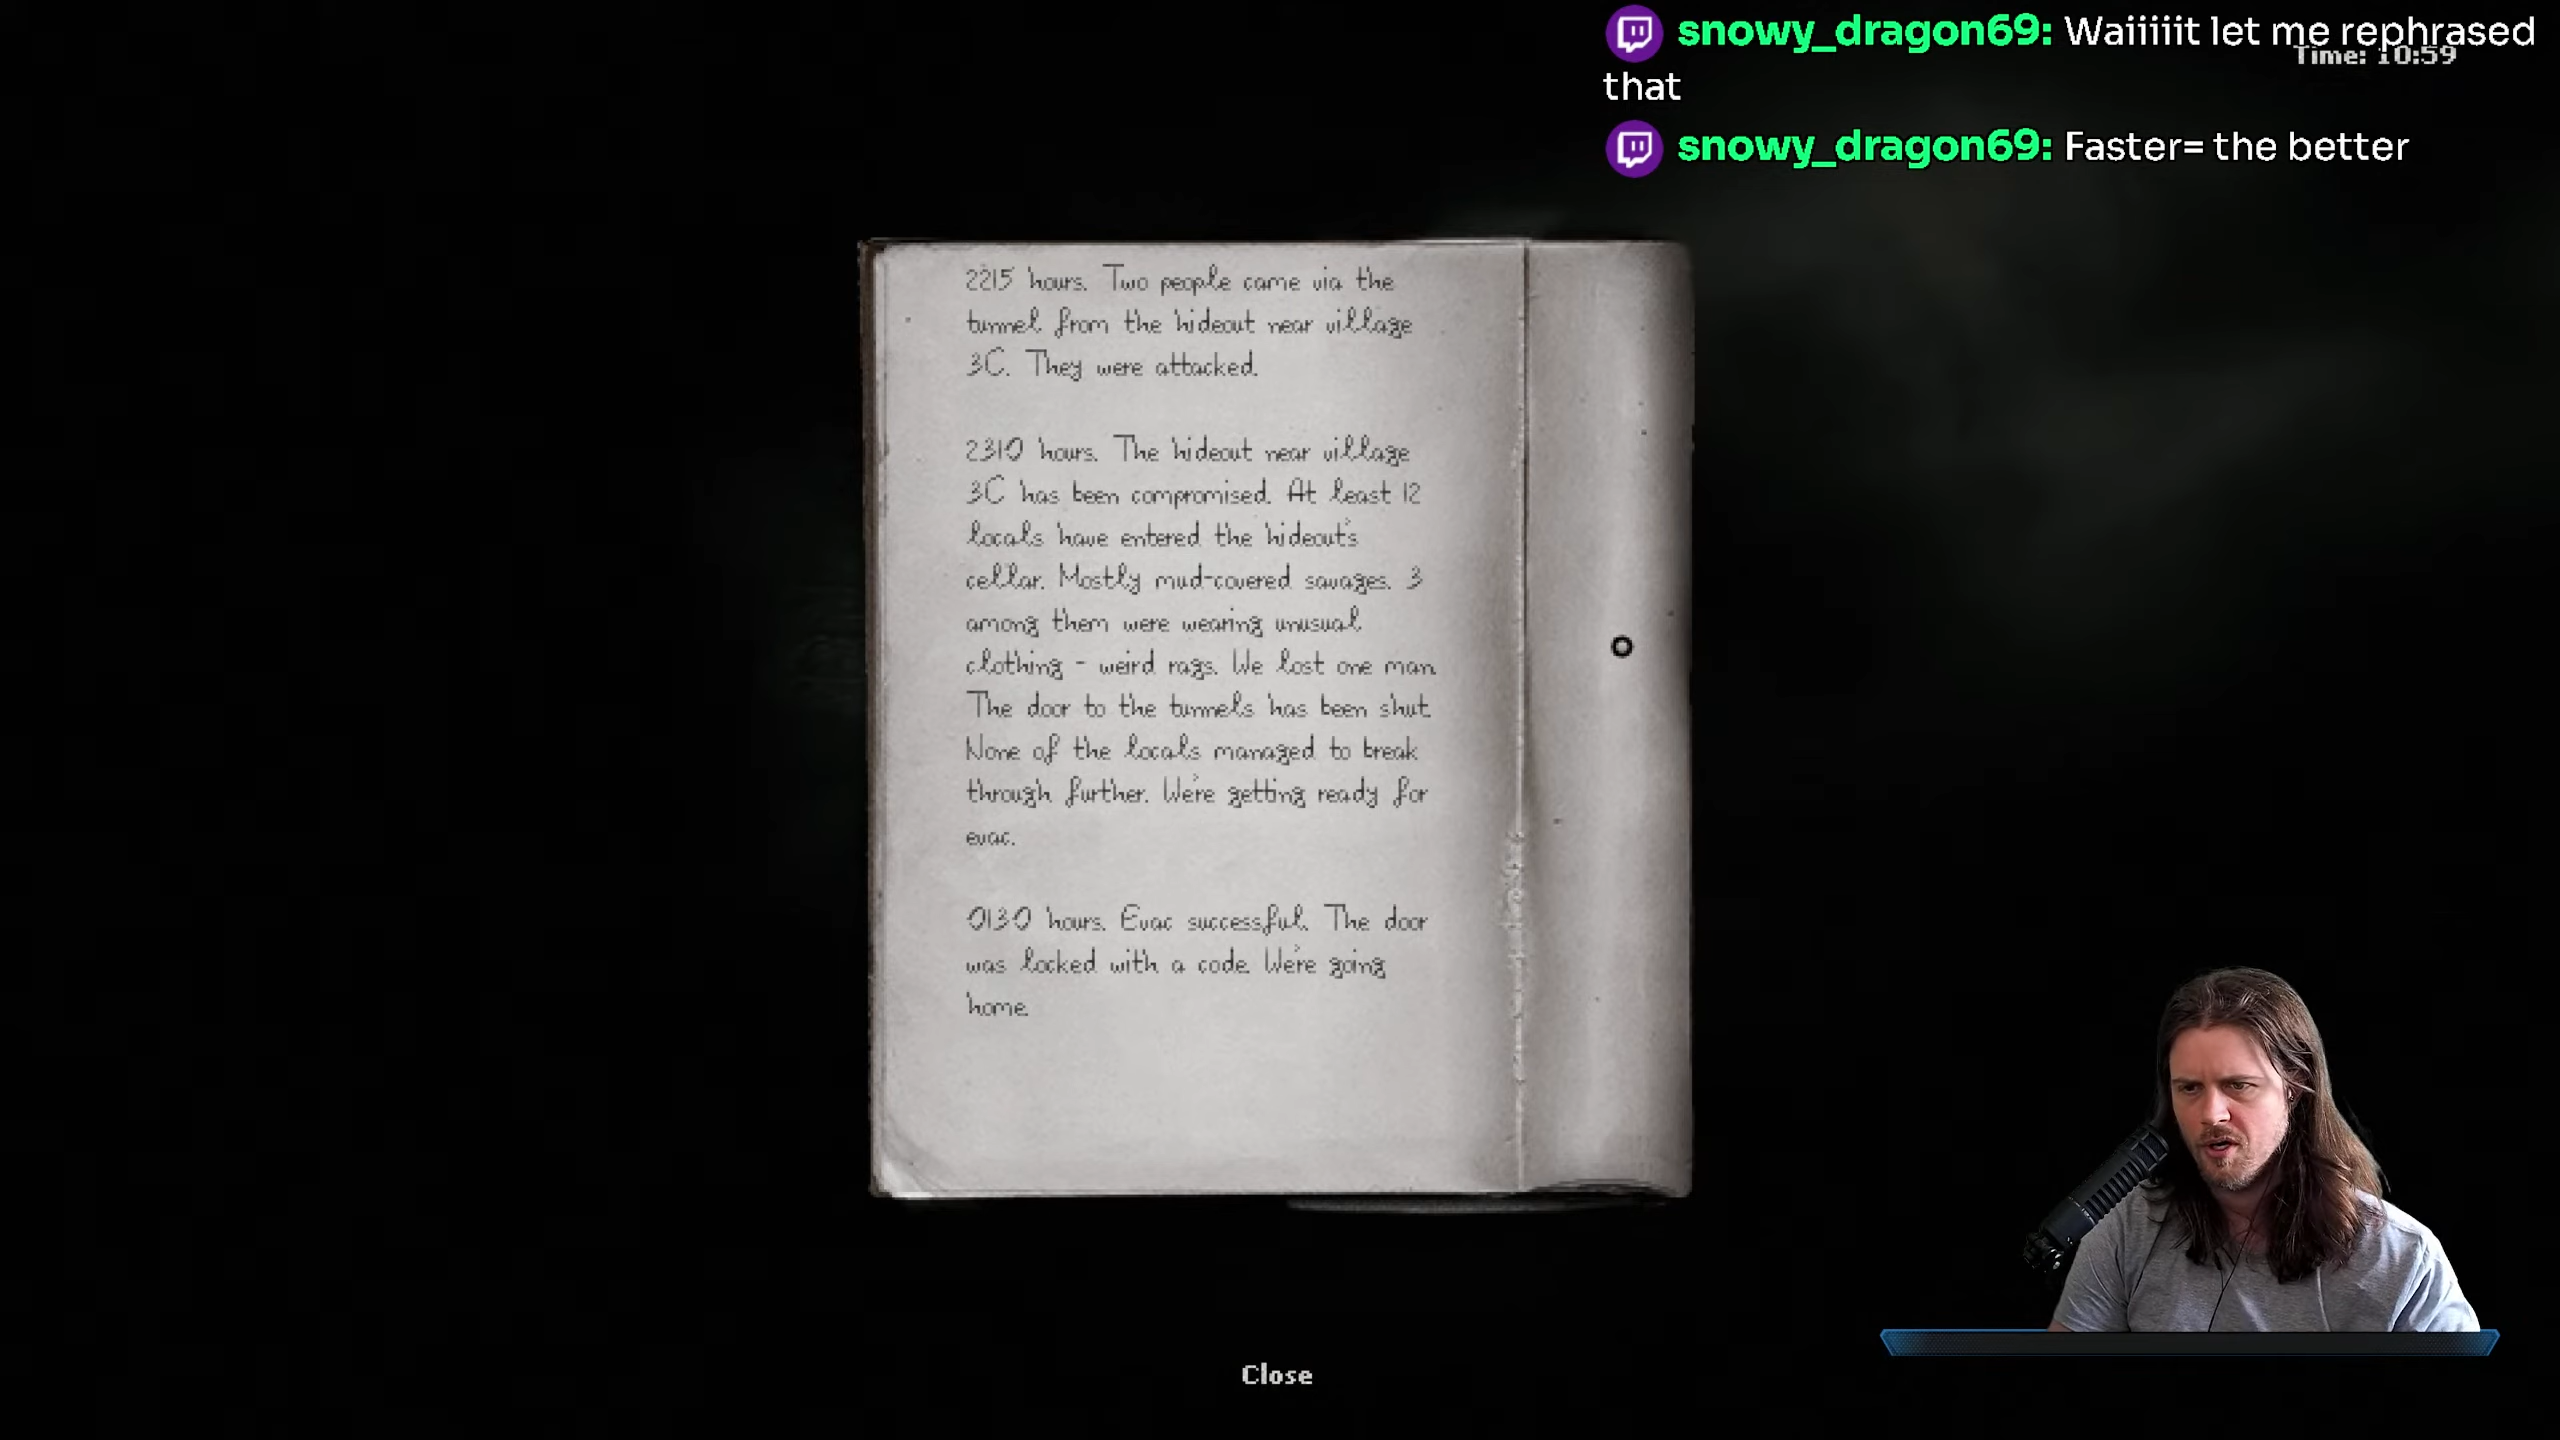 snowy_dragon69: Waiiiiit let me rephrased
that
Time: 10:59
snowy_dragon69: Faster= the better
2215 hours. Two people came via the
tunnel from the hideout near village
3C. They were attacked.
2310 hours. The hideout near village
3C has been compromised. At least 12
locals have entered the hideout's
cellar. Mostly mud-covered savages. 3
among them were wearing unusual
clothing - weird rags. We lost one man.
The door to the tunnels has been shut.
None of the locals managed to break
through further. We're getting ready for
evac.
0130 hours. Evac successful. The door
was locked with a code. We're going
home.
Close